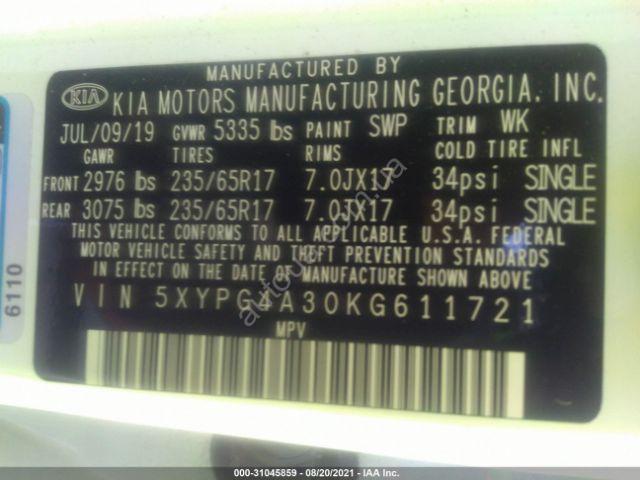 MANUFACTURED BY
KIA KIA MOTORS MANUFACTURING GEORGIA, INC.
JUL/09/19 GVWR 5335 lbs PAINT SWP TRIM WK
GAWR TIRES RIMS COLD TIRE INFL
FRONT 2976 lbs 235/65R17 7.0JX17 34psi SINGLE
REAR 3075 lbs 235/65R17 7.0JX17 34psi SINGLE
THIS VEHICLE CONFORMS TO ALL APPLICABLE U.S.A. FEDERAL
MOTOR VEHICLE SAFETY AND THEFT PREVENTION STANDARDS
IN EFFECT ON THE DATE OF MANUFACTURE SHOWN ABOVE
VIN 5XYPG4A30KG611721
MPV
6110
000-31045859 - 08/20/2021 - IAA Inc.